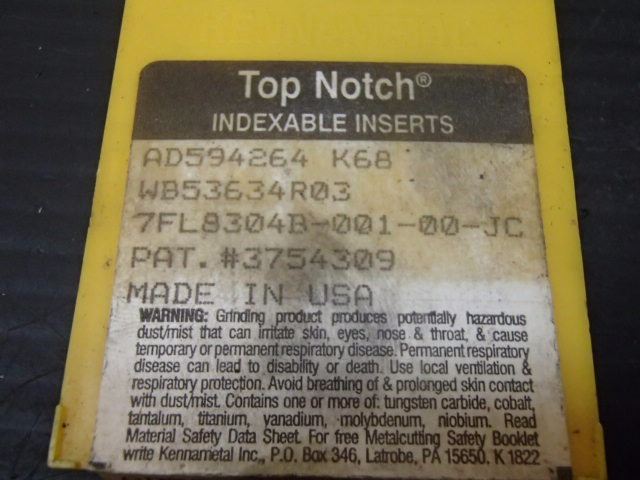 KENNAMETAL
Top Notch®
INDEXABLE INSERTS
AD594264 K68
WB53634R03
7FL8304B-001-00-JC
PAT.#3754309
MADE IN USA
WARNING: Grinding product produces potentially hazardous
dust/mist that can irritate skin, eyes, nose & throat, & cause
temporary or permanent respiratory disease. Permanent respiratory
disease can lead to disability or death. Use local ventilation &
respiratory protection. Avoid breathing of & prolonged skin contact
with dust/mist. Contains one or more of: tungsten carbide, cobalt,
tantalum, titanium, vanadium, molybdenum, niobium. Read
Material Safety Data Sheet. For free Metalcutting Safety Booklet
write Kennametal Inc., P.O. Box 346, Latrobe, PA 15650. K 1822